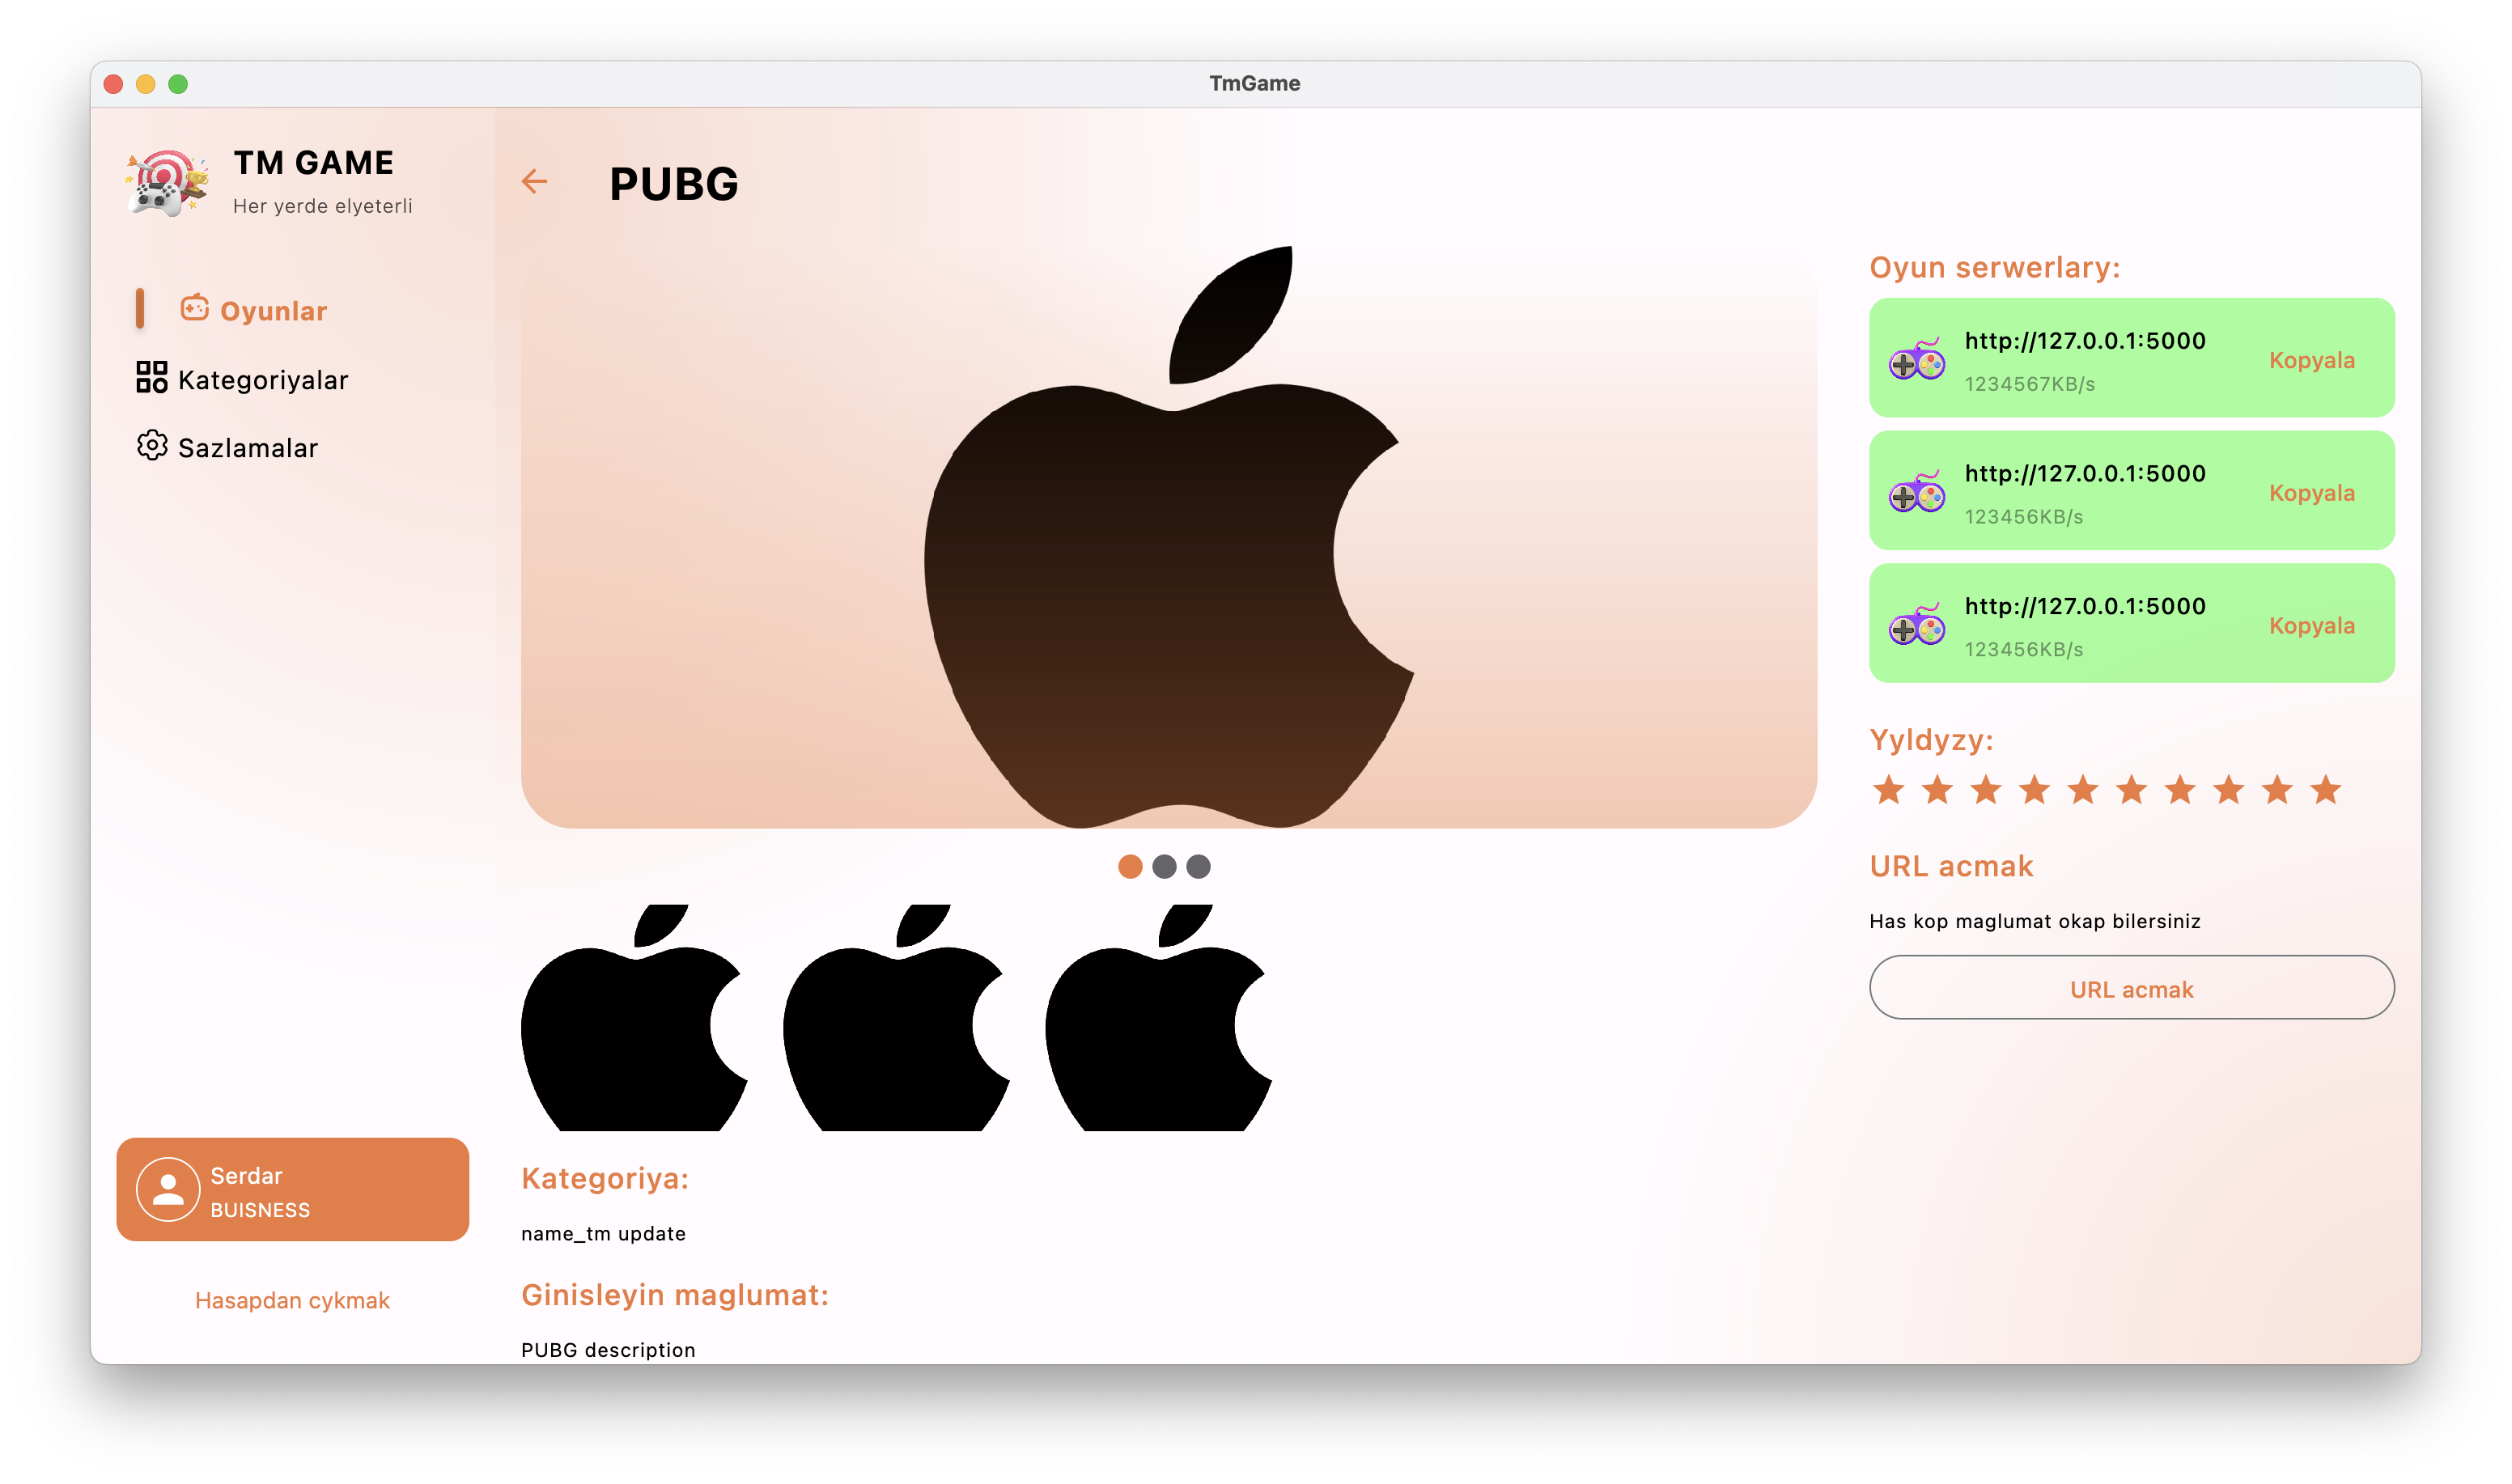 TmGame
TM GAME
Her yerde elyeterli
Oyunlar
Kategoriyalar
Sazlamalar
Serdar
BUISNESS
Hasapdan cykmak
PUBG
Kategoriya:
name_tm update
Ginisleyin maglumat:
PUBG description
Oyun serwerlary:
http://127.0.0.1:5000
1234567KB/s
Kopyala
http://127.0.0.1:5000
123456KB/s
Kopyala
http://127.0.0.1:5000
123456KB/s
Kopyala
Yyldyzy:
URL acmak
Has kop maglumat okap bilersiniz
URL acmak